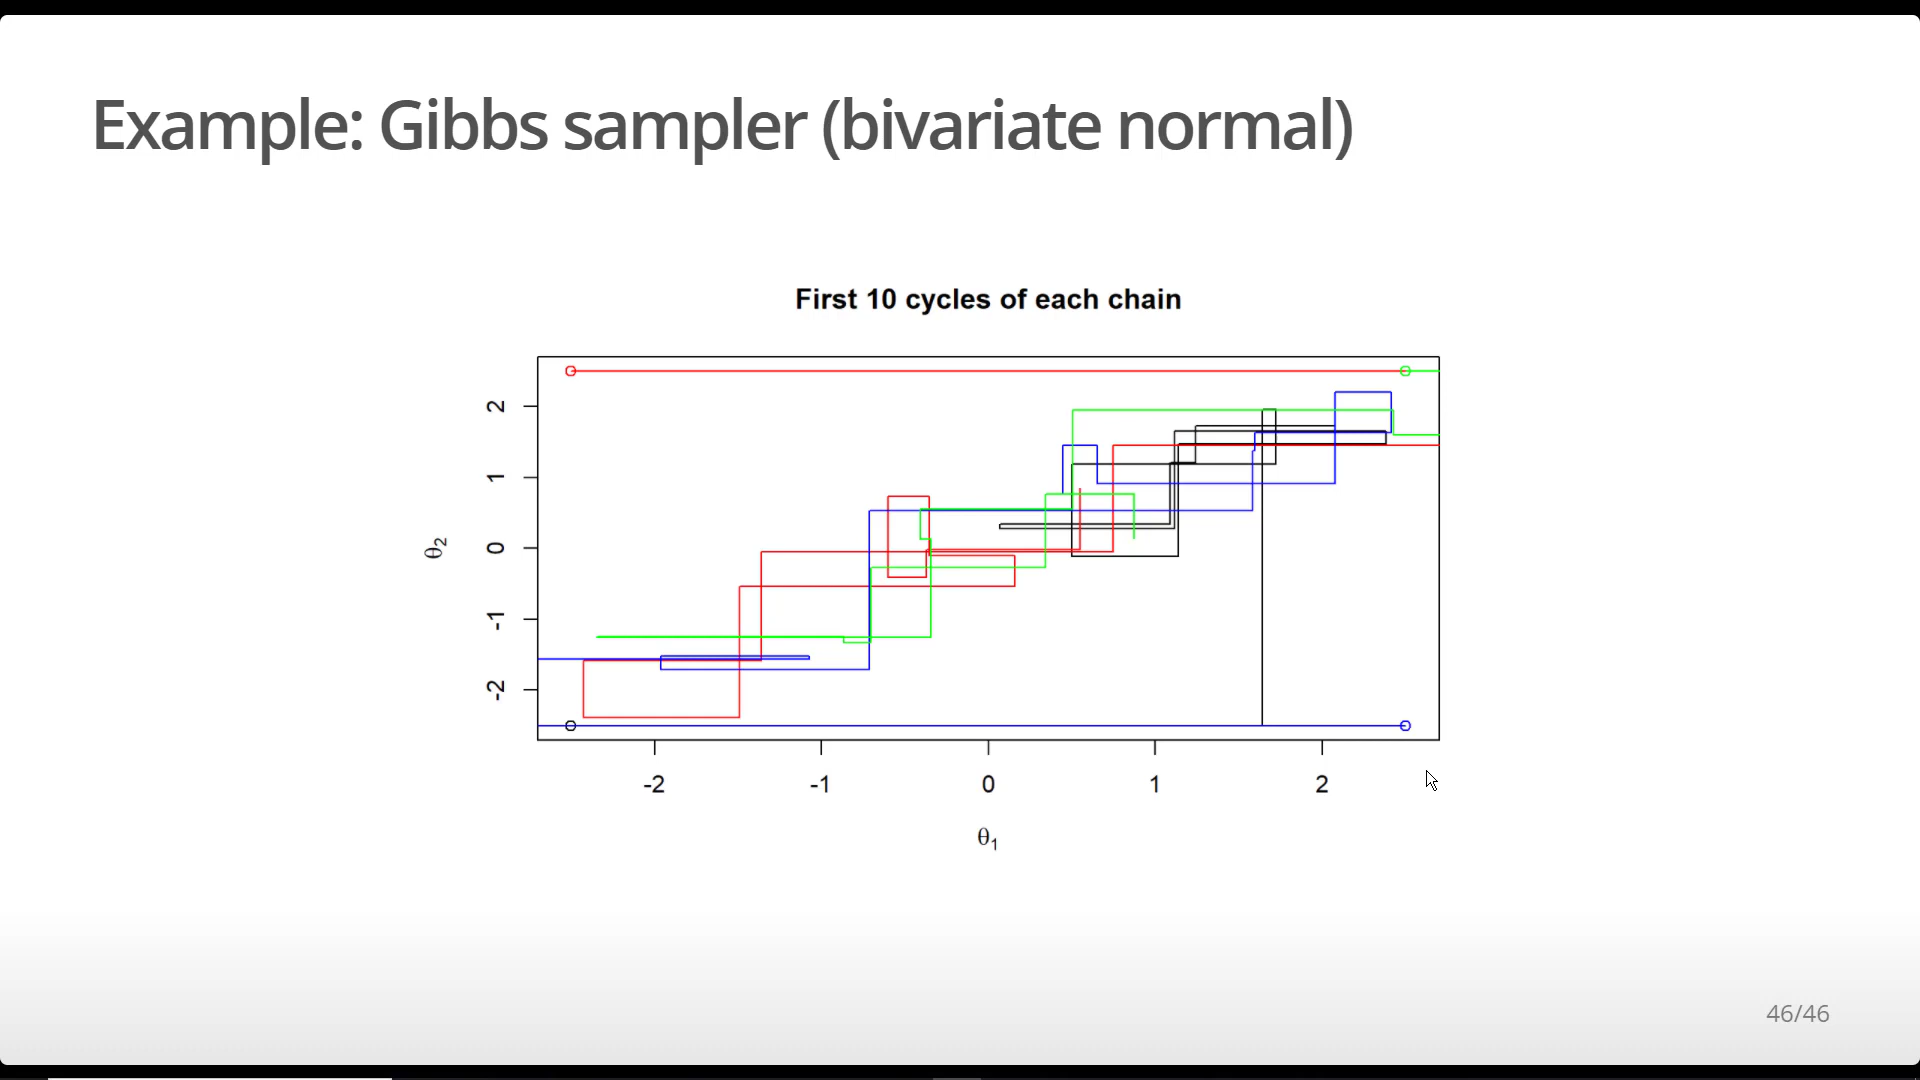 Example: Gibbs sampler (bivariate normal)
First 10 cycles of each chain
2
1
0
-1
-2
θ2
-2 -1 0 1 2
θ1
46/46